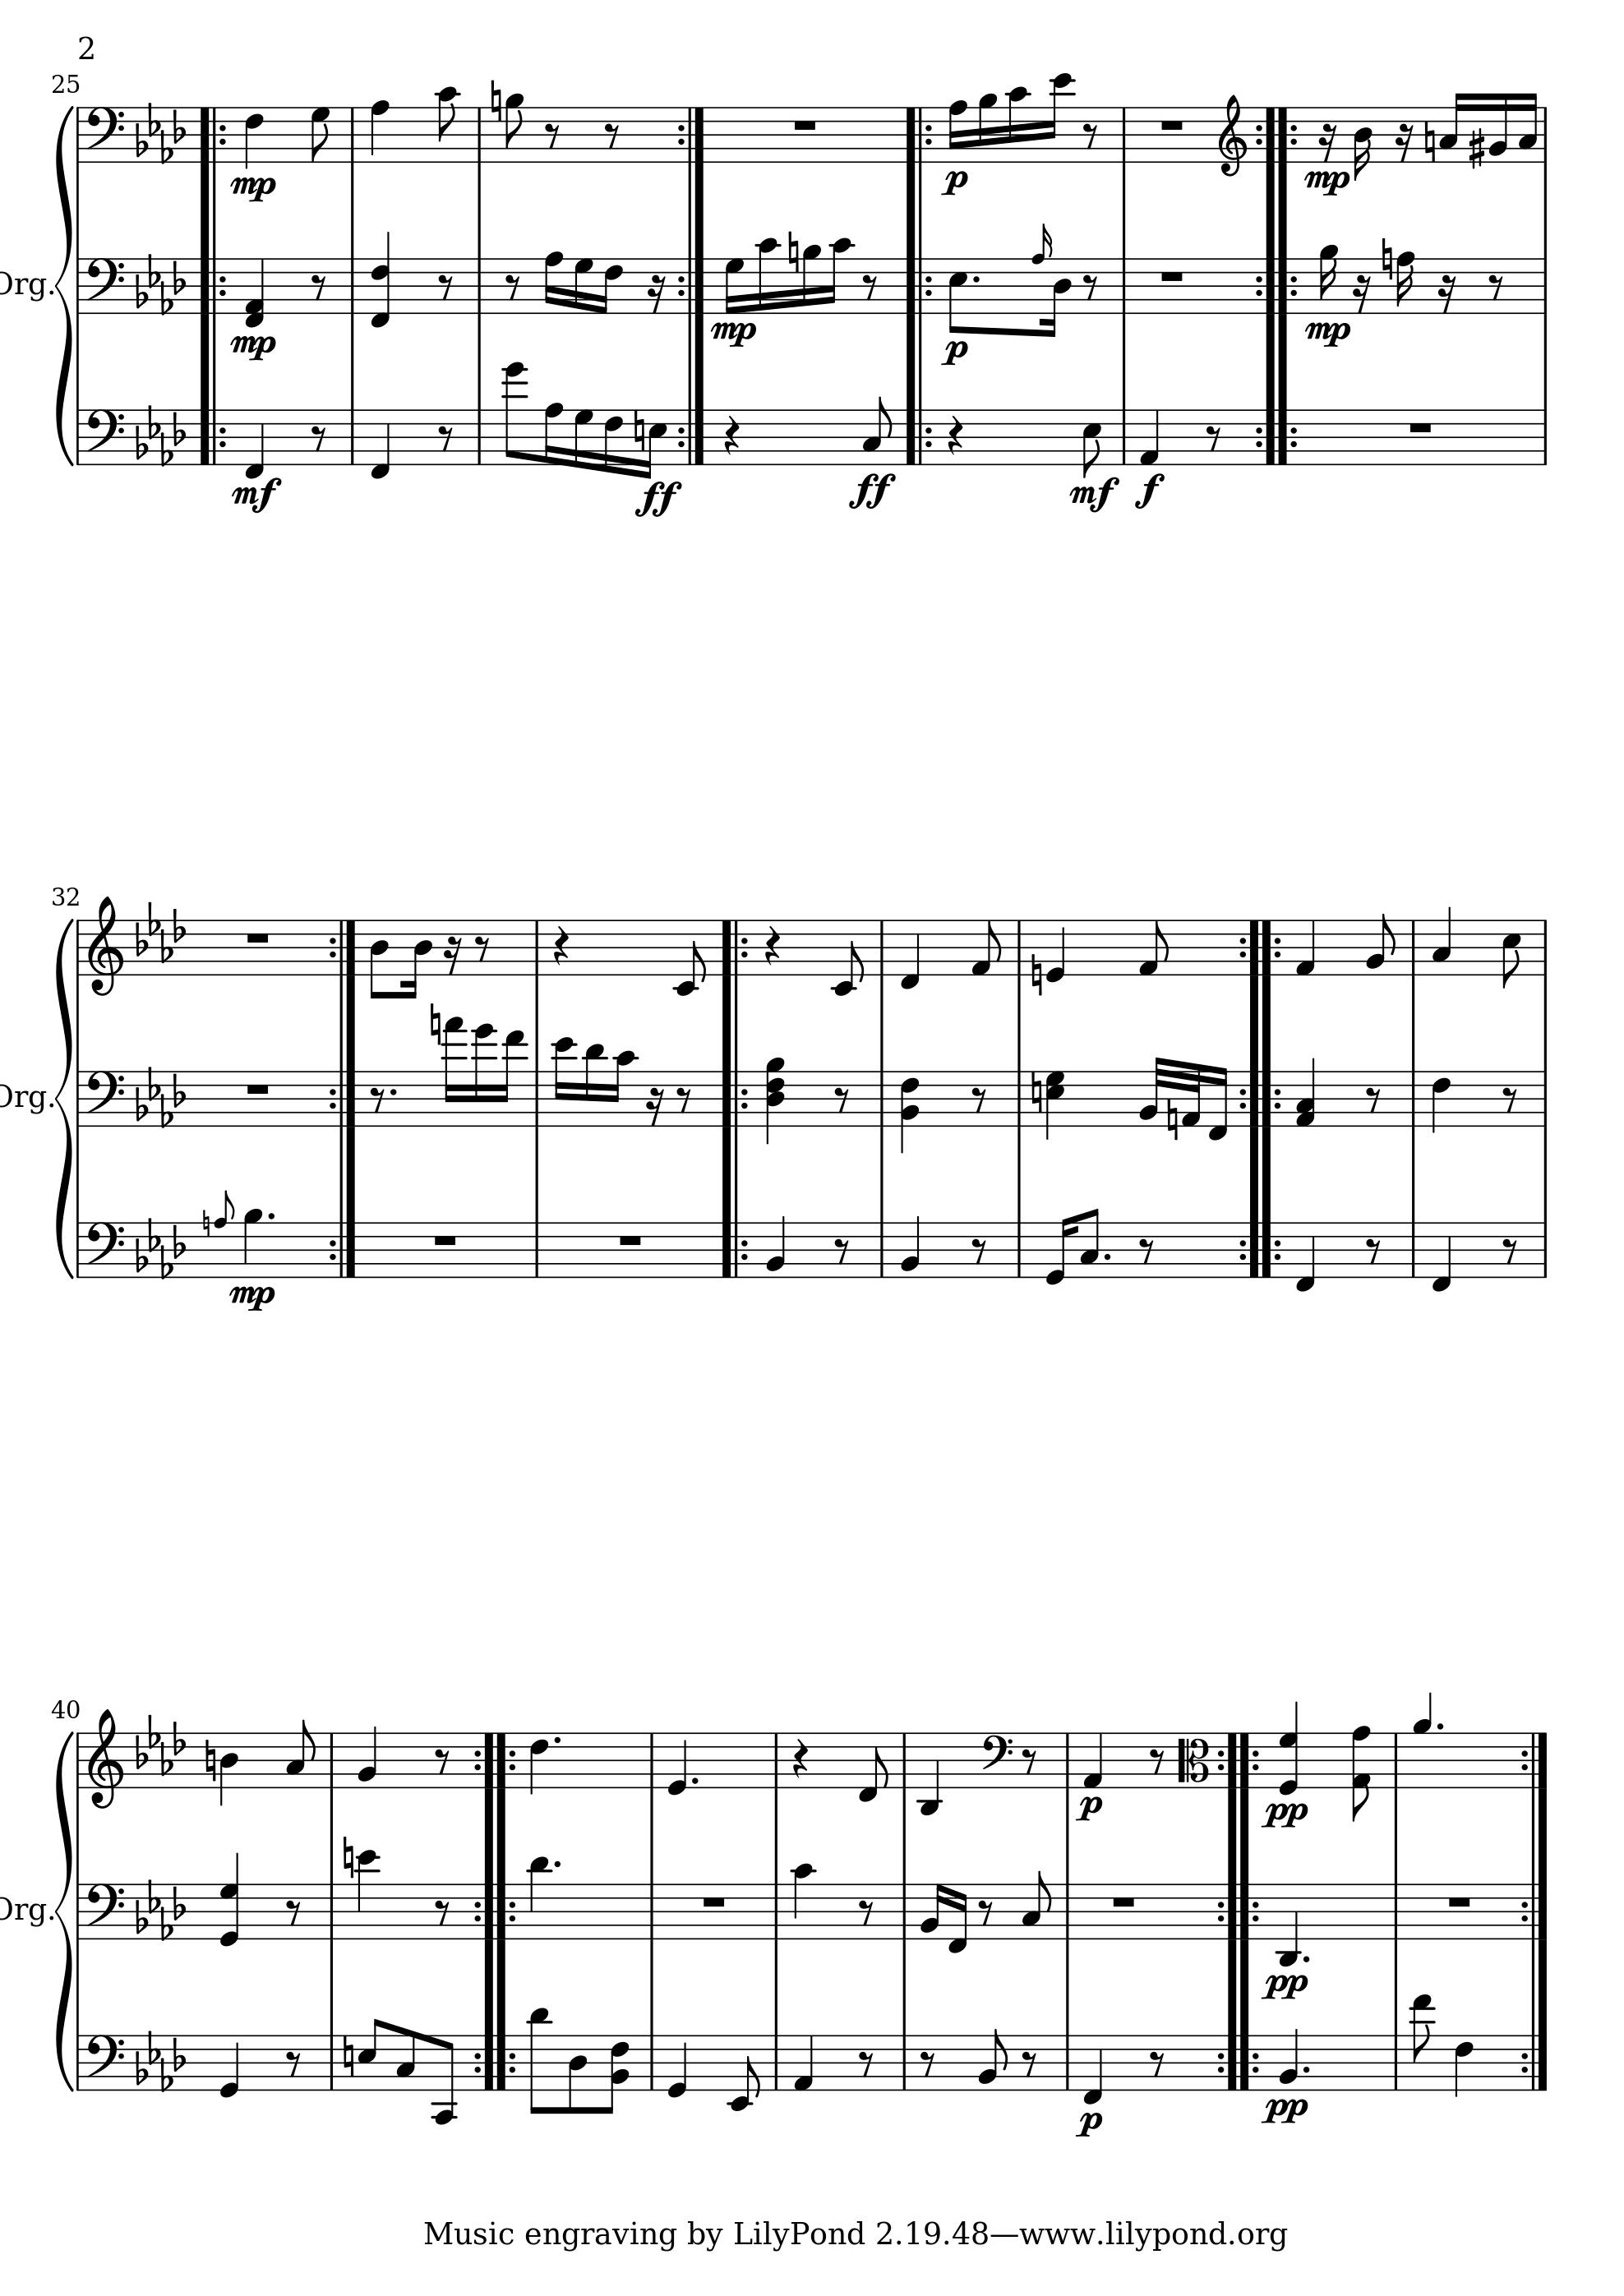 2
25
mp
p
mp
Org.
mp
mp
p
mp
mf
ff
ff
mf
f
32
Org.
mp
40
p
pp
Org.
pp
p
pp
Music engraving by LilyPond 2.19.48—www.lilypond.org